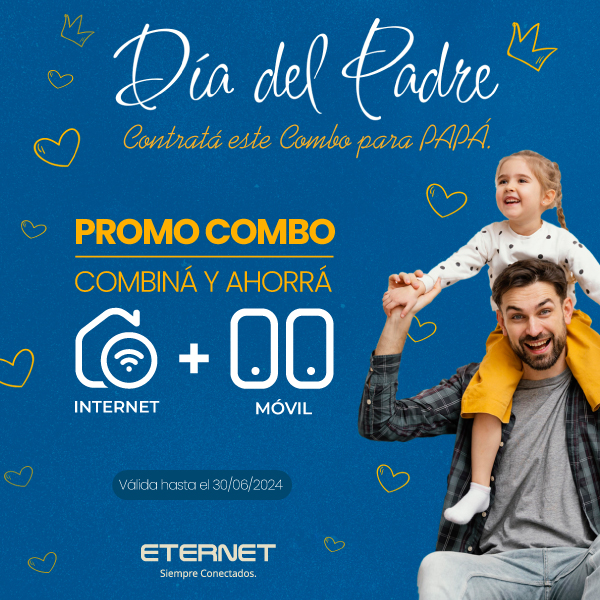 Día del Padre
Contratá este Combo para PAPÁ.
PROMO COMBO
COMBINÁ Y AHORRÁ
+
INTERNET
MÓVIL
Válida hasta el 30/06/2024
ETERNET
Siempre Conectados.